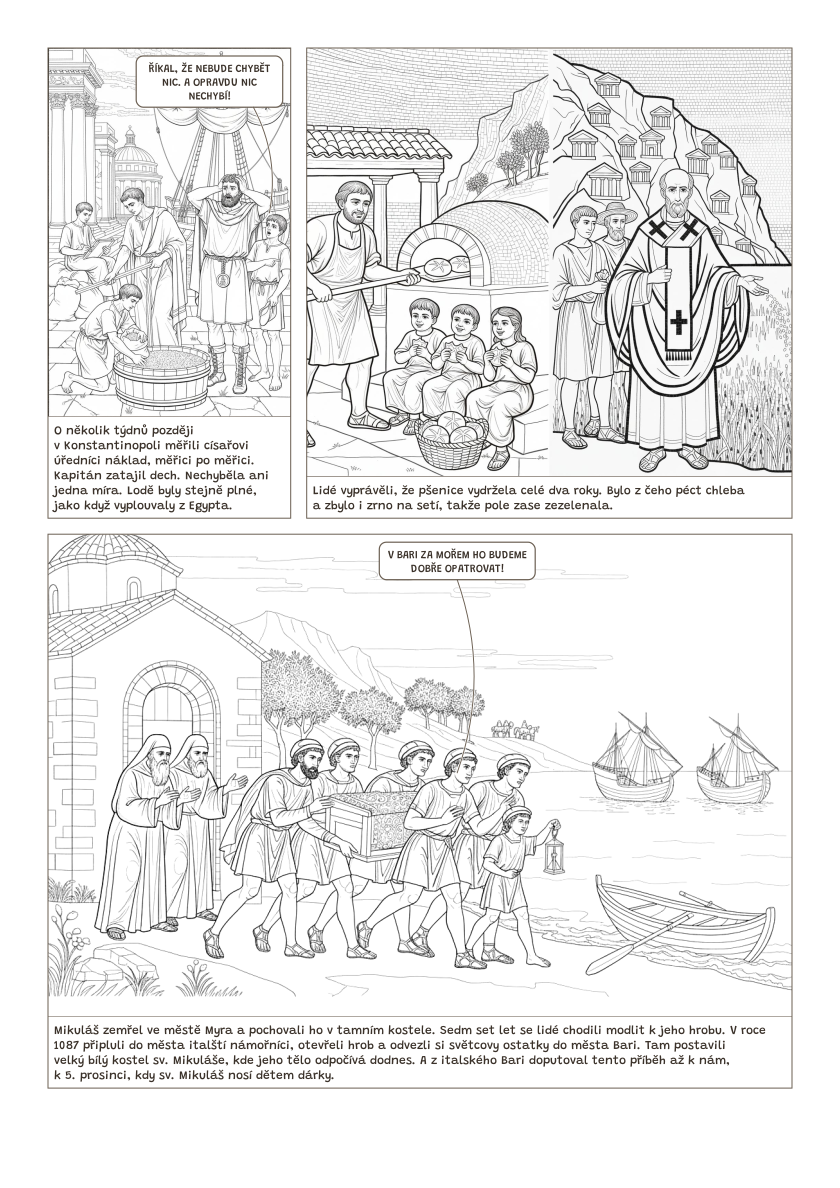 ŘÍKAL, ŽE NEBUDE CHYBĚT
NIC. A OPRAVDU NIC
NECHYBÍ!
O několik týdnů později
v Konstantinopoli měřili císařovi
úředníci náklad, měřici po měřici.
Kapitán zatajil dech. Nechyběla ani
jedna míra. Lodě byly stejně plné,
jako když vyplouvaly z Egypta.
Lidé vyprávěli, že pšenice vydržela celé dva roky. Bylo z čeho péct chleba
a zbylo i zrno na setí, takže pole zase zezelenala.
V BARI ZA MOŘEM HO BUDEME
DOBŘE OPATROVAT!
Mikuláš zemřel ve městě Myra a pochovali ho v tamním kostele. Sedm set let se lidé chodili modlit k jeho hrobu. V roce
1087 připluli do města italští námořníci, otevřeli hrob a odvezli si světcovy ostatky do města Bari. Tam postavili
velký bílý kostel sv. Mikuláše, kde jeho tělo odpočívá dodnes. A z italského Bari doputoval tento příběh až k nám,
k 5. prosinci, kdy sv. Mikuláš nosí dětem dárky.